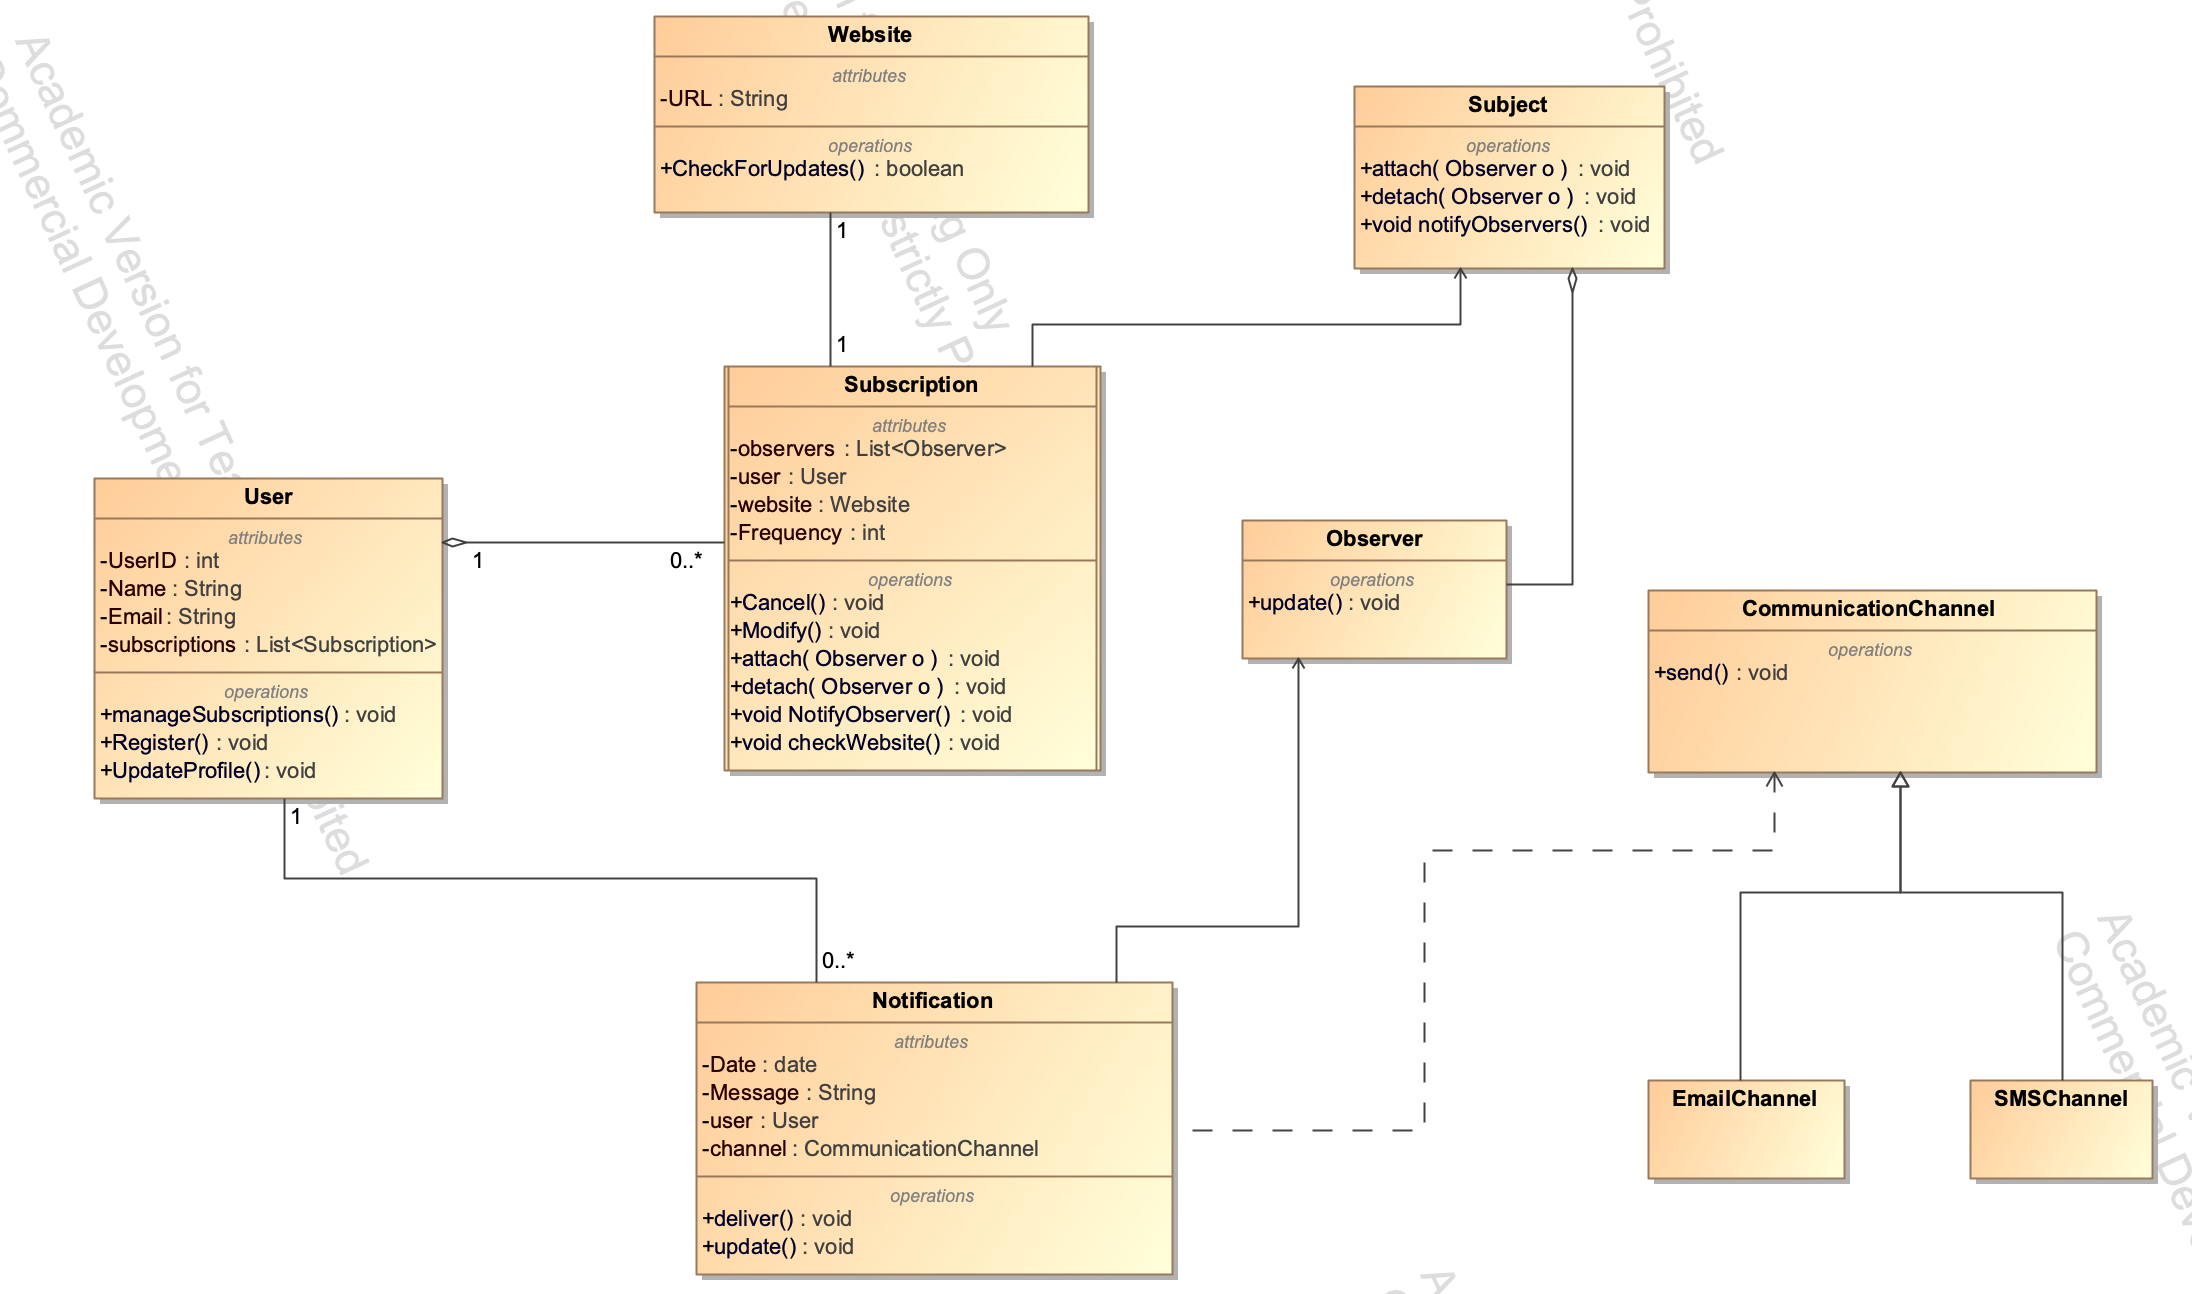 Website
attributes
-URL : String
operations
+CheckForUpdates() : boolean
1
1
Subject
operations
+attach( Observer o ) : void
+detach( Observer o ) : void
+void notifyObservers() : void
Subscription
attributes
-observers : List<Observer>
-user : User
-website : Website
-Frequency : int
operations
+Cancel() : void
+Modify() : void
+attach( Observer o ) : void
+detach( Observer o ) : void
+void NotifyObserver() : void
+void checkWebsite() : void
User
attributes
-UserID : int
-Name : String
-Email : String
-subscriptions : List<Subscription>
operations
+manageSubscriptions() : void
+Register() : void
+UpdateProfile() : void
1
0..*
1
0..*
Observer
operations
+update() : void
CommunicationChannel
operations
+send() : void
Notification
attributes
-Date : date
-Message : String
-user : User
-channel : CommunicationChannel
operations
+deliver() : void
+update() : void
EmailChannel
SMSChannel
Academic Version for Tea
Commercial Developme
ibited
g Only
strictly P
Prohibited
Academic
Commer